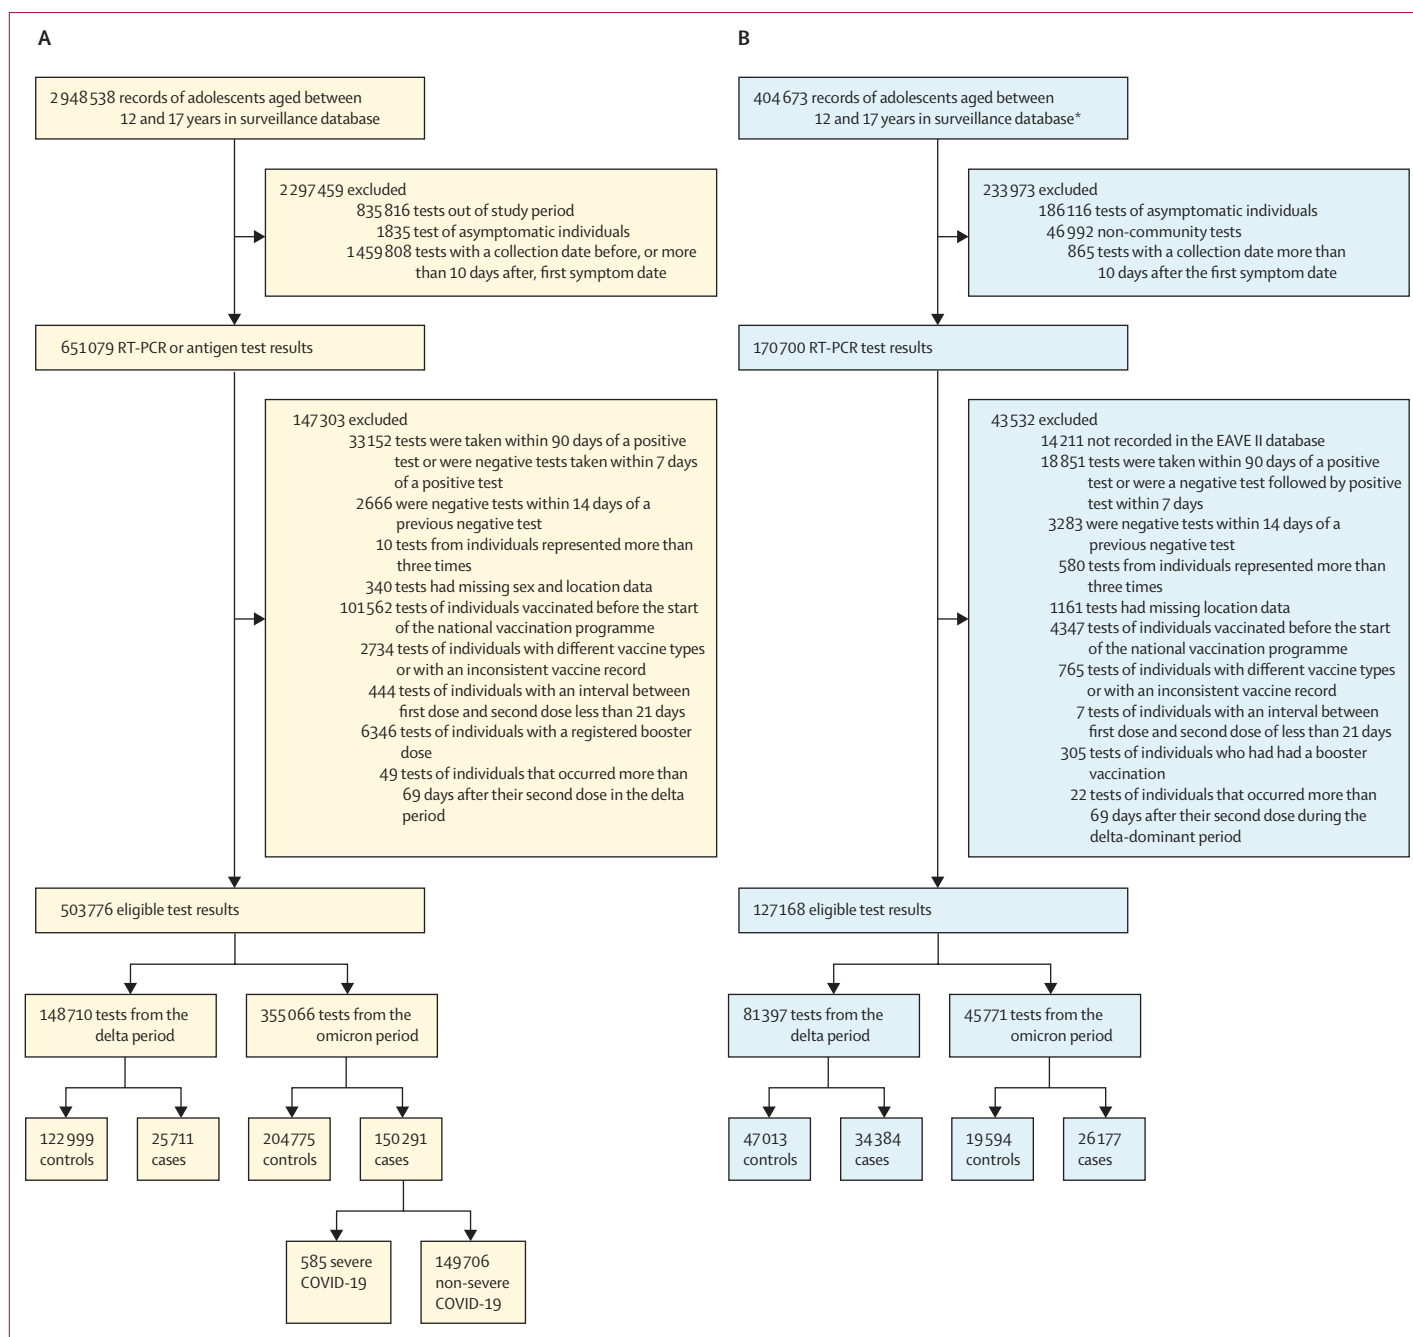 A
2 948 538 records of adolescents aged between
12 and 17 years in surveillance database
2 297 459 excluded
835 816 tests out of study period
1835 test of asymptomatic individuals
1 459 808 tests with a collection date before, or more
than 10 days after, first symptom date
651 079 RT-PCR or antigen test results
147 303 excluded
33 152 tests were taken within 90 days of a positive
test or were negative tests taken within 7 days
of a positive test
2666 were negative tests within 14 days of a
previous negative test
10 tests from individuals represented more than
three times
340 tests had missing sex and location data
101 562 tests of individuals vaccinated before the start
of the national vaccination programme
2734 tests of individuals with different vaccine types
or with an inconsistent vaccine record
444 tests of individuals with an interval between
first dose and second dose less than 21 days
6346 tests of individuals with a registered booster
dose
49 tests of individuals that occurred more than
69 days after their second dose in the delta
period
503 776 eligible test results
148 710 tests from the
delta period
355 066 tests from the
omicron period
122 999
controls
25 711
cases
204 775
controls
150 291
cases
585 severe
COVID-19
149 706
non-severe
COVID-19
B
404 673 records of adolescents aged between
12 and 17 years in surveillance database*
233 973 excluded
186 116 tests of asymptomatic individuals
46 992 non-community tests
865 tests with a collection date more than
10 days after the first symptom date
170 700 RT-PCR test results
43 532 excluded
14 211 not recorded in the EAVE II database
18 851 tests were taken within 90 days of a positive
test or were a negative test followed by positive
test within 7 days
3283 were negative tests within 14 days of a
previous negative test
580 tests from individuals represented more than
three times
1161 tests had missing location data
4347 tests of individuals vaccinated before the start
of the national vaccination programme
765 tests of individuals with different vaccine types
or with an inconsistent vaccine record
7 tests of individuals with an interval between
first dose and second dose of less than 21 days
305 tests of individuals who had had a booster
vaccination
22 tests of individuals that occurred more than
69 days after their second dose during the
delta-dominant period
127 168 eligible test results
81 397 tests from the
delta period
45 771 tests from the
omicron period
47 013
controls
34 384
cases
19 594
controls
26 177
cases